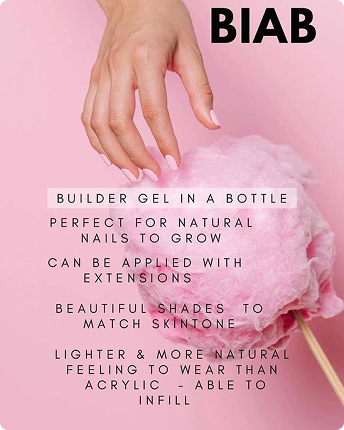 BIAB
BUILDER GEL IN A BOTTLE
PERFECT FOR NATURAL
NAILS TO GROW
CAN BE APPLIED WITH
EXTENSIONS
BEAUTIFUL SHADES TO
MATCH SKINTONE
LIGHTER & MORE NATURAL
FEELING TO WEAR THAN
ACRYLIC - ABLE TO
INFILL